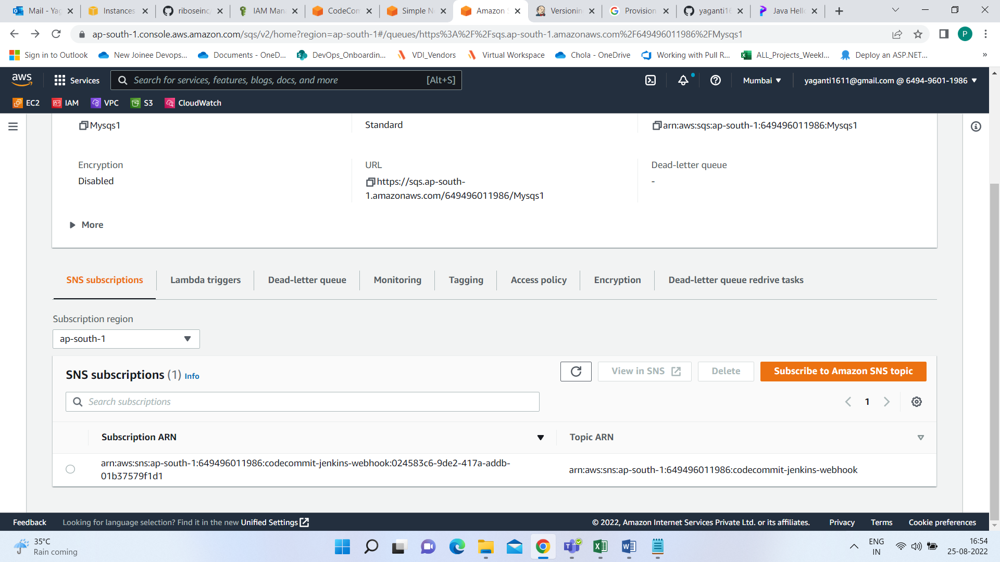 Mail - Yag
Instances
riboseinc
IAM Man
CodeCom
Simple N
Amazon S
Versionin
Provision
yaganti16
Java Hello
ap-south-1.console.aws.amazon.com/sqs/v2/home?region=ap-south-1#/queues/https%3A%2F%2Fsqs.ap-south-1.amazonaws.com%2F649496011986%2FMysqs1
P
Sign in to Outlook
New Joinee Devops...
Documents - OneD...
DevOps_Onboardin...
VDI_Vendors
Virtual Workspace
Chola - OneDrive
Working with Pull R...
ALL_Projects_Weekl...
Deploy an ASP.NET...
»
aws
Services
Search for services, features, blogs, docs, and more
[Alt+S]
Mumbai
yaganti1611@gmail.com @ 6494-9601-1986
EC2
IAM
VPC
S3
CloudWatch
Mysqs1
Standard
arn:aws:sqs:ap-south-1:649496011986:Mysqs1
Encryption
Disabled
URL
https://sqs.ap-south-
1.amazonaws.com/649496011986/Mysqs1
Dead-letter queue
-
More
SNS subscriptions
Lambda triggers
Dead-letter queue
Monitoring
Tagging
Access policy
Encryption
Dead-letter queue redrive tasks
Subscription region
ap-south-1
SNS subscriptions (1) Info
View in SNS
Delete
Subscribe to Amazon SNS topic
Search subscriptions
1
Subscription ARN
Topic ARN
arn:aws:sns:ap-south-1:649496011986:codecommit-jenkins-webhook:024583c6-9de2-417a-addb-
01b37579f1d1
arn:aws:sns:ap-south-1:649496011986:codecommit-jenkins-webhook
Feedback
Looking for language selection? Find it in the new Unified Settings
© 2022, Amazon Internet Services Private Ltd. or its affiliates.
Privacy
Terms
Cookie preferences
35°C
Rain coming
ENG
IN
16:54
25-08-2022